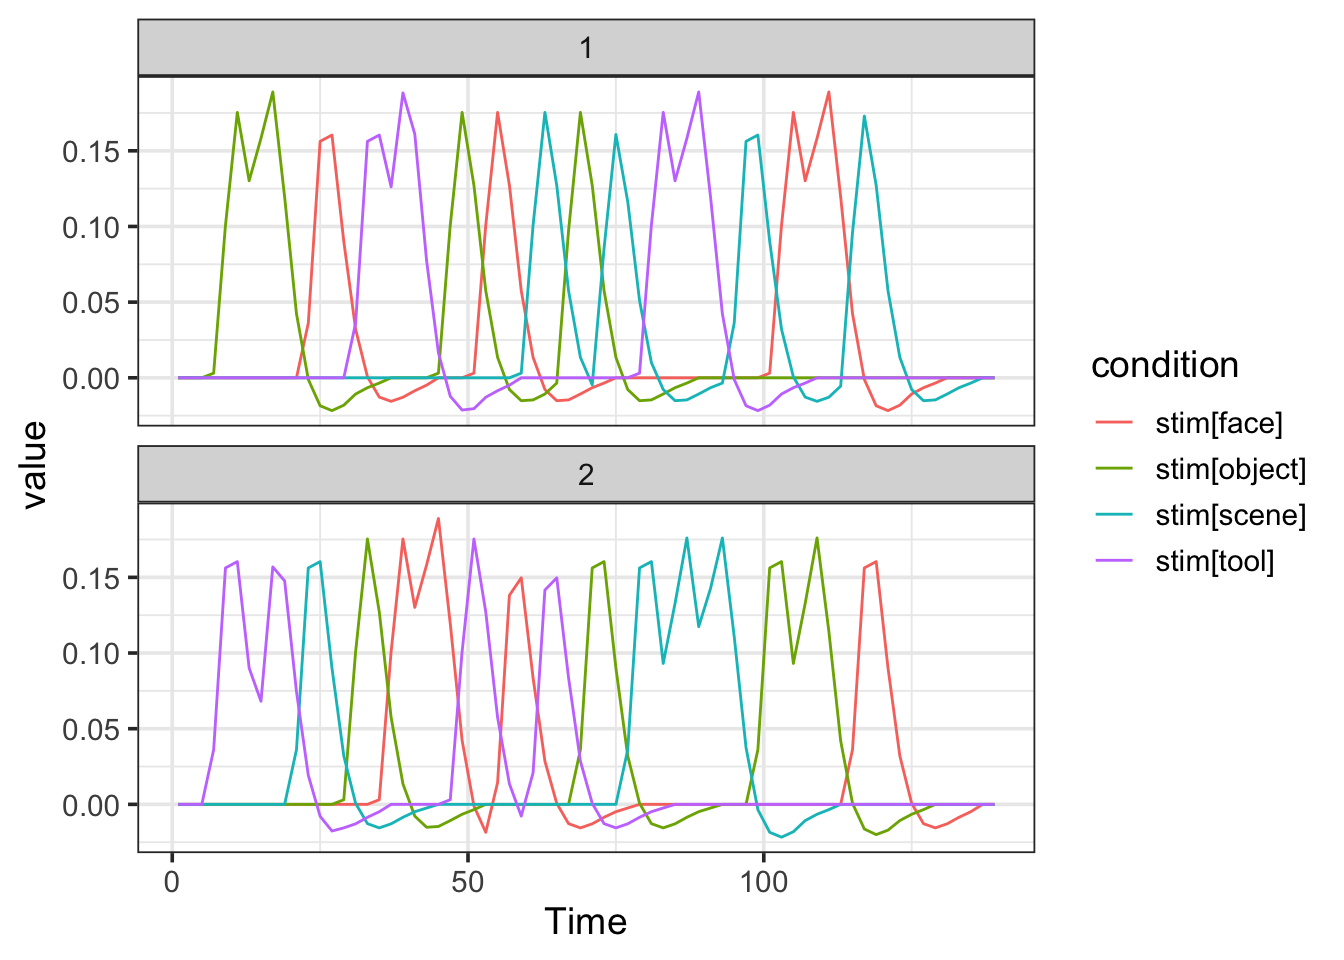 1
0.15
0.10
0.05
0.00
2
0.15
0.10
0.05
0.00
0
50
100
Time
value
condition
stim[face]
stim[object]
stim[scene]
stim[tool]